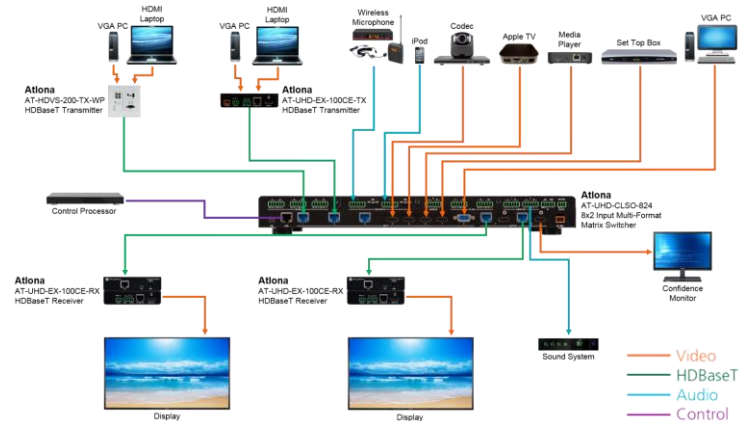 HDMI
Laptop
VGA PC
HDMI
Laptop
VGA PC
Wireless
Microphone
iPod
Codec
Apple TV
Media
Player
Set Top Box
VGA PC
Atlona
AT-HDVS-200-TX-WP
HDBaseT Transmitter
Atlona
AT-UHD-EX-100CE-TX
HDBaseT Transmitter
Control Processor
Atlona
AT-UHD-CLSO-824
8x2 Input Multi-Format
Matrix Switcher
Atlona
AT-UHD-EX-100CE-RX
HDBaseT Receiver
Atlona
AT-UHD-EX-100CE-RX
HDBaseT Receiver
Confidence
Monitor
Sound System
Display
Display
Video
HDBaseT
Audio
Control